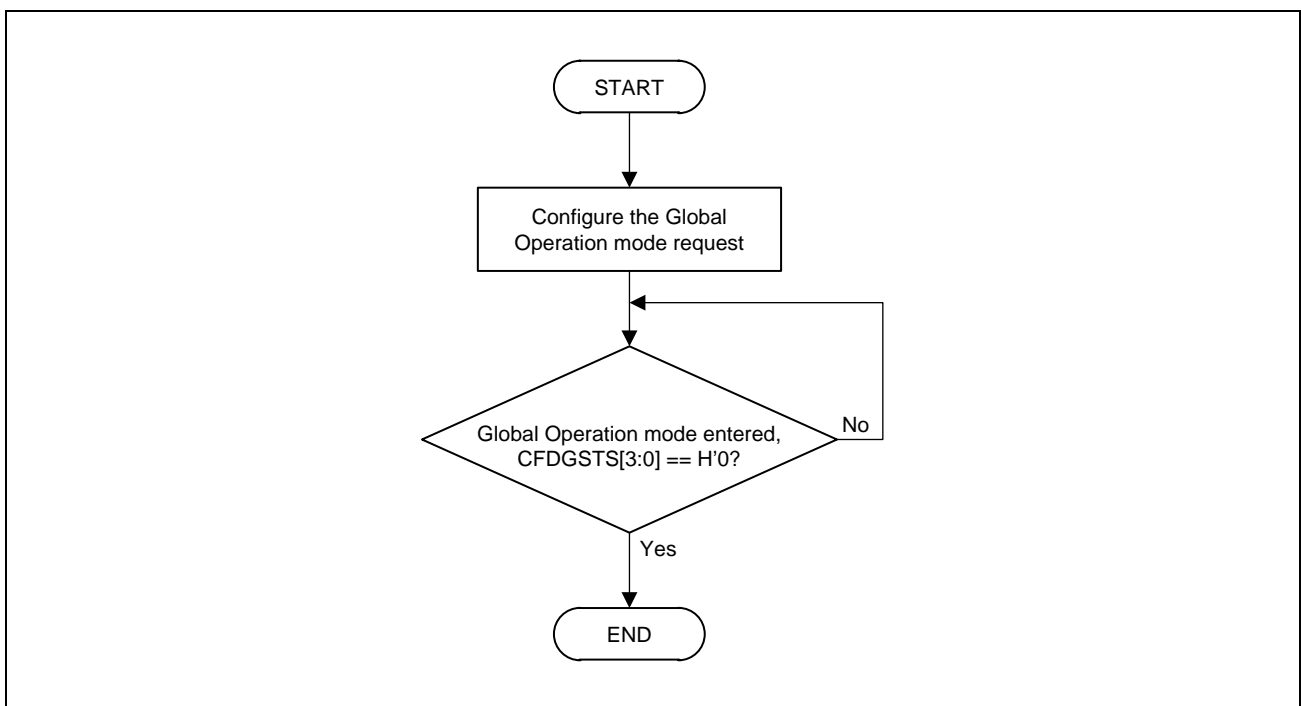 START
Configure the Global
Operation mode request
No
Global Operation mode entered,
CFDGSTS[3:0] == H'0?
Yes
END